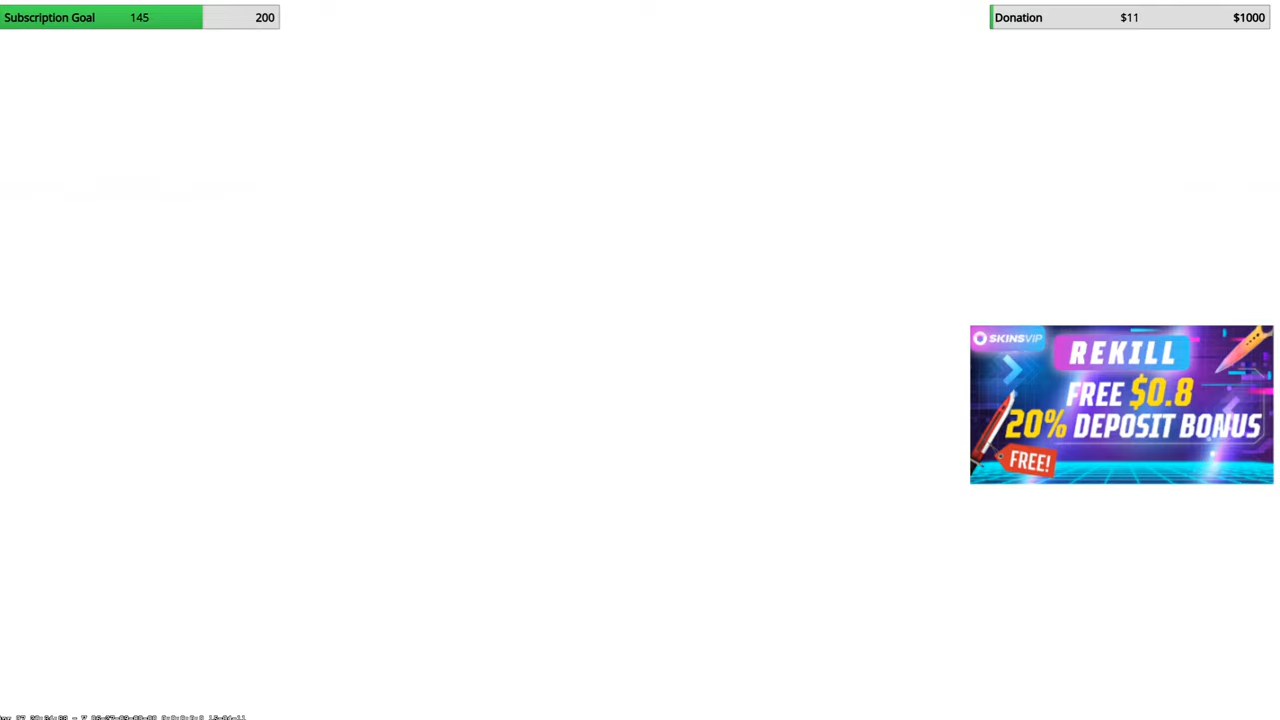 Subscription Goal 145 200
Donation $11 $1000
SKINSVIP
REKILL
FREE $0.8
20% DEPOSIT BONUS
FREE!